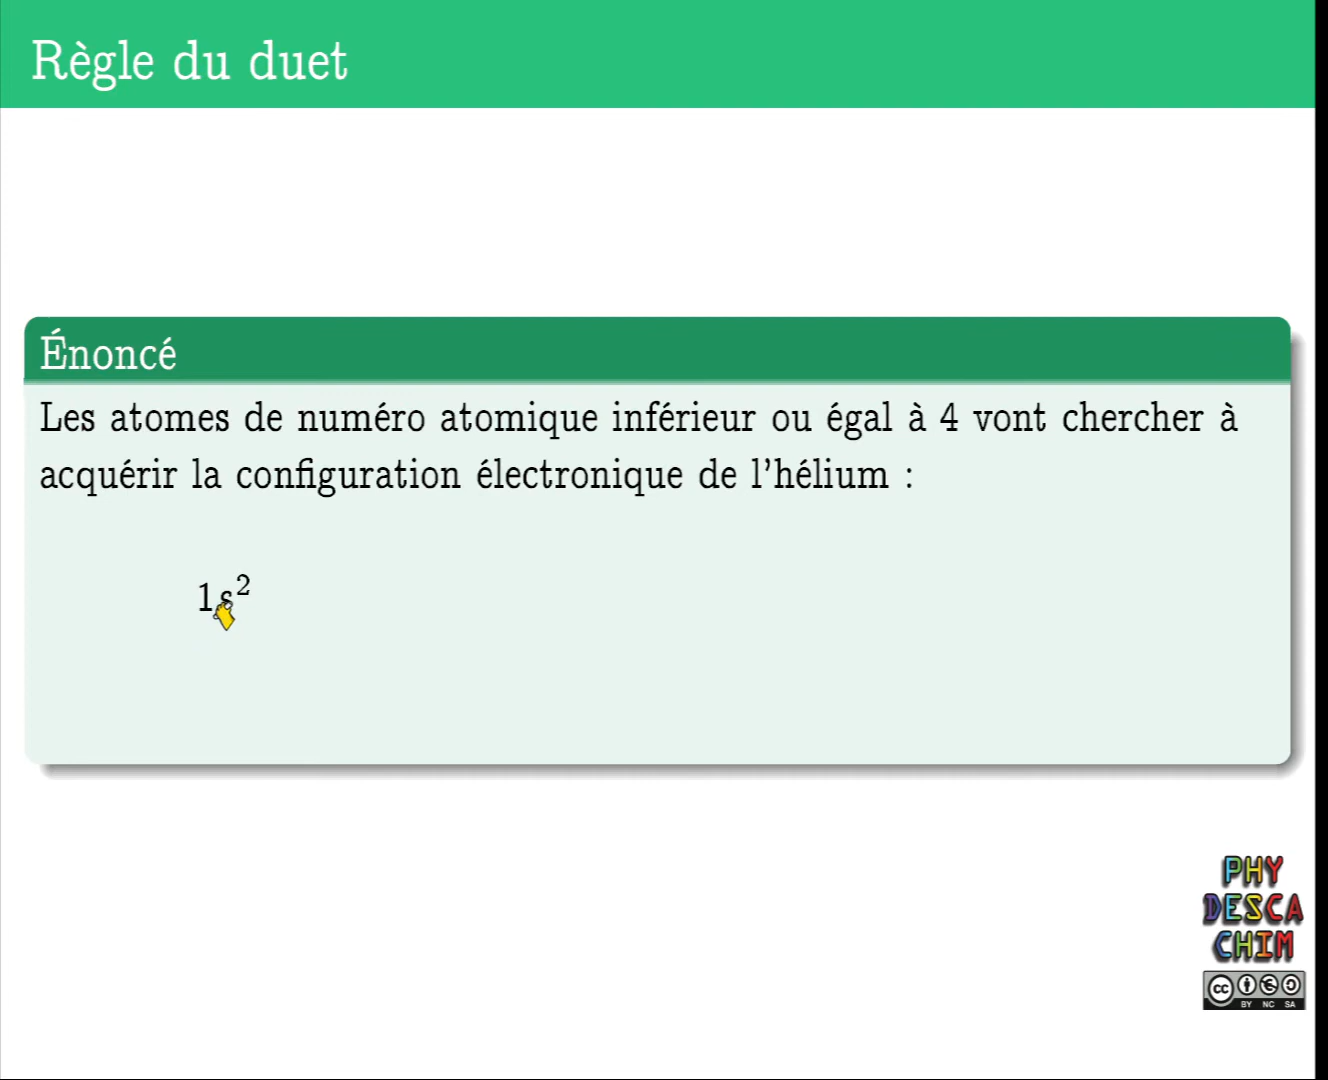 Règle du duet
Énoncé
Les atomes de numéro atomique inférieur ou égal à 4 vont chercher à
acquérir la configuration électronique de l'hélium :
1s²
PHY
DESCA
CHIM
cc
BY NC SA